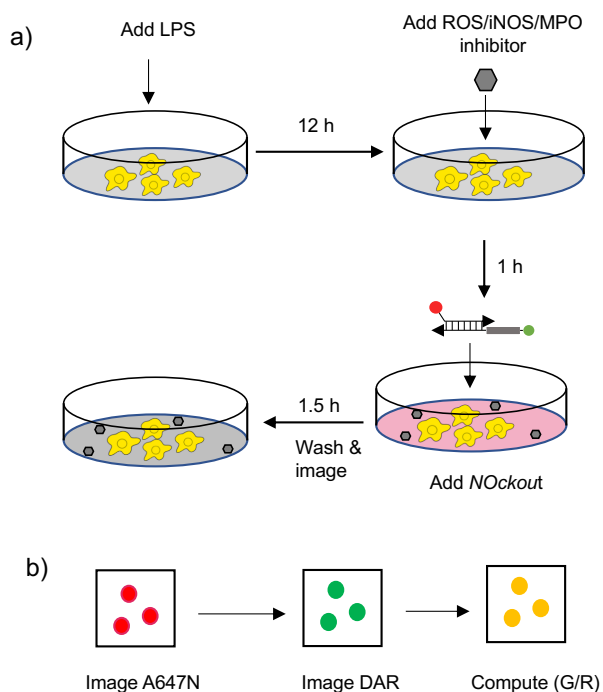 a)
Add LPS
Add ROS/iNOS/MPO
inhibitor
12 h
1 h
1.5 h
Wash &
image
Add NOckout
b)
Image A647N
Image DAR
Compute (G/R)